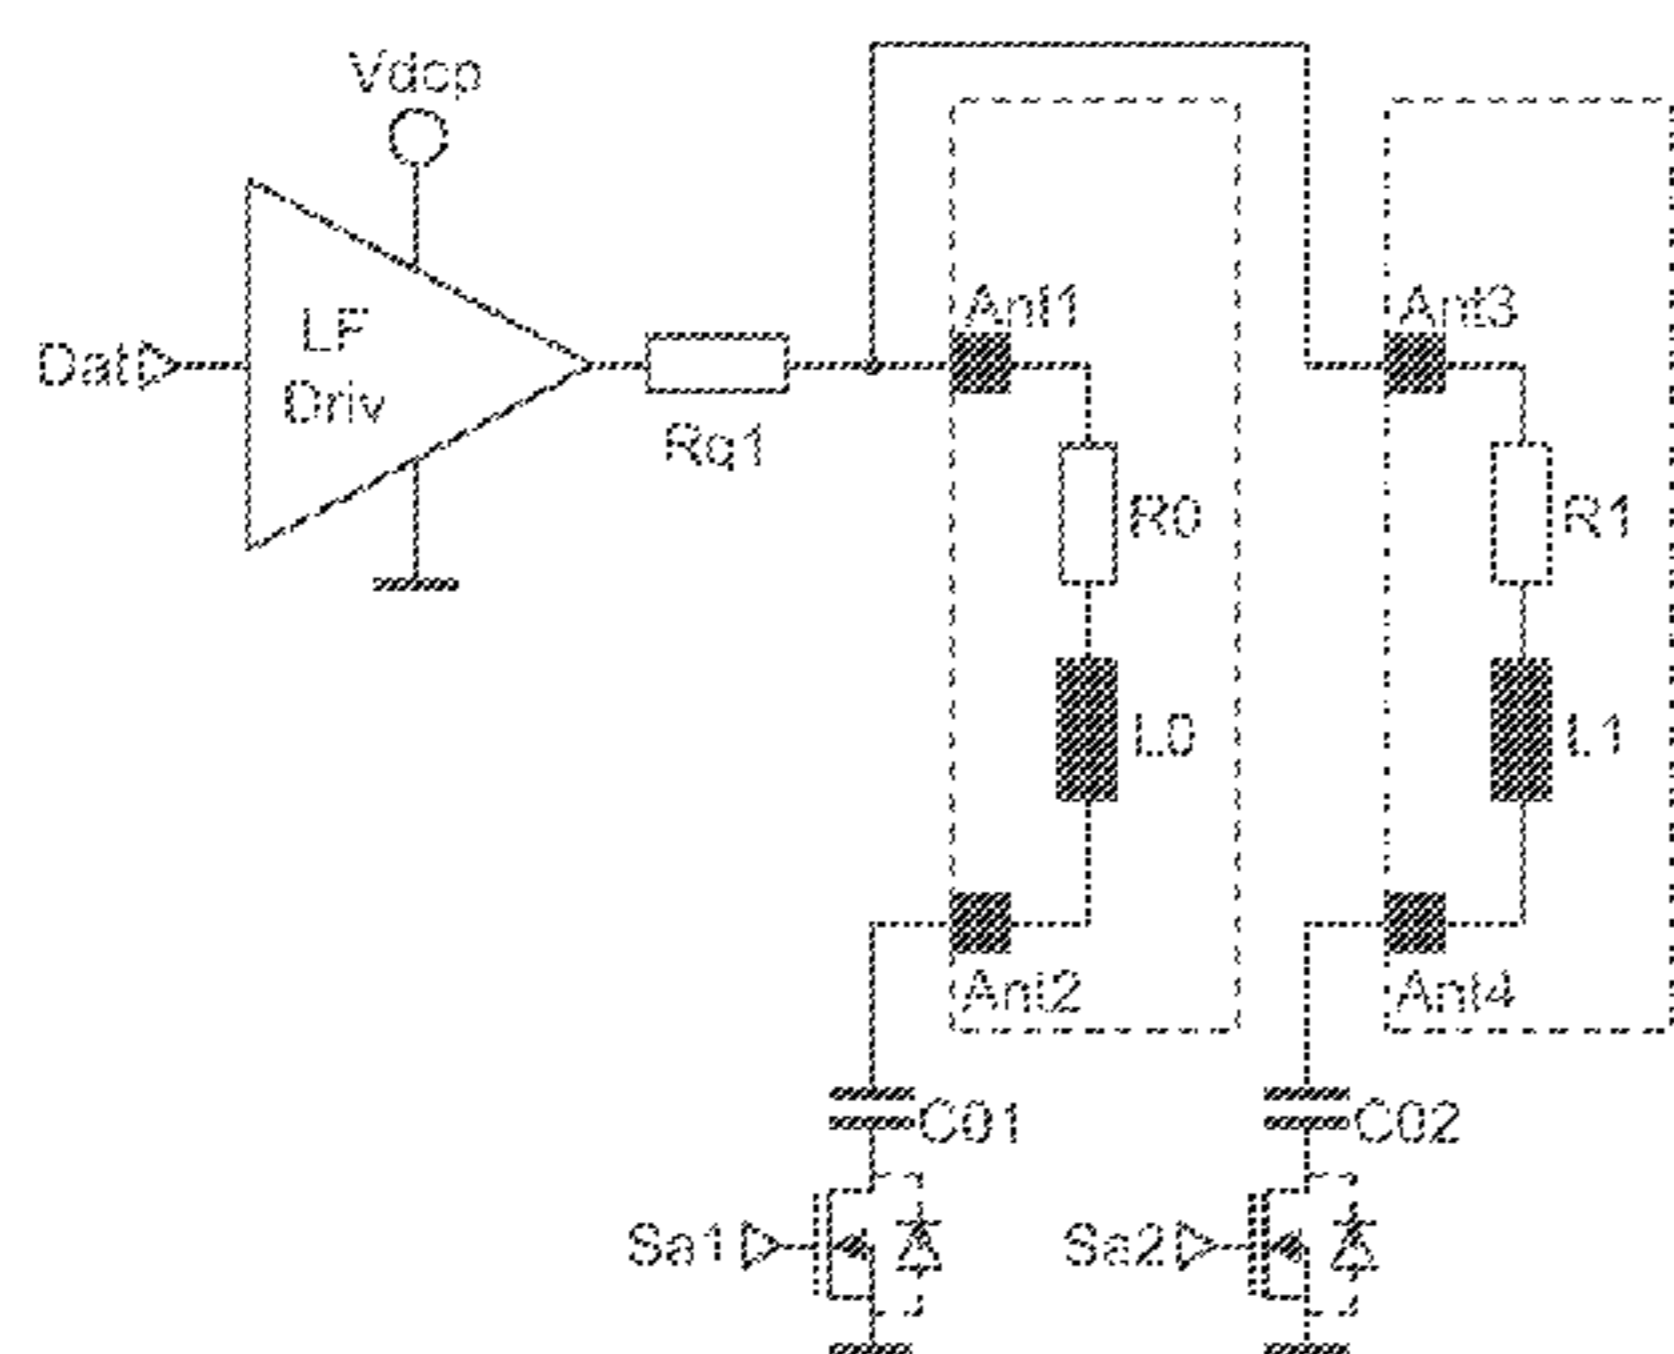 Vdcp
LF
Driv
Dat
Rq1
Ant1
Ant3
R0
R1
L0
L1
Ant2
Ant4
C01
C02
Sa1
Sa2